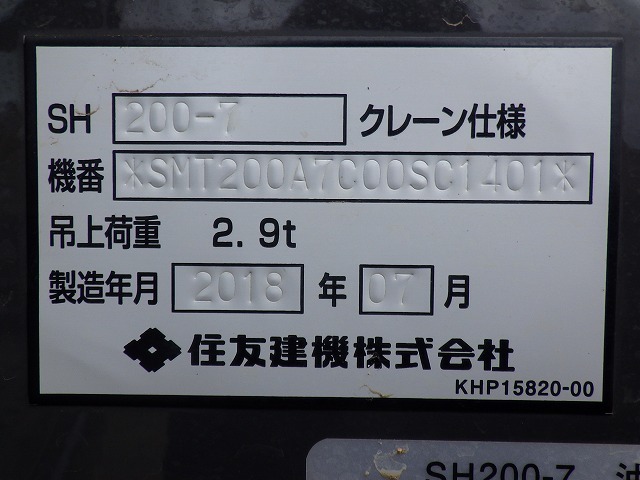 SH 200-7 クレーン仕様
機番 *SMT200A7C00SC1401*
吊上荷重 2.9t
製造年月 2018 年 07 月
住友建機株式会社
KHP15820-00
SH200-7